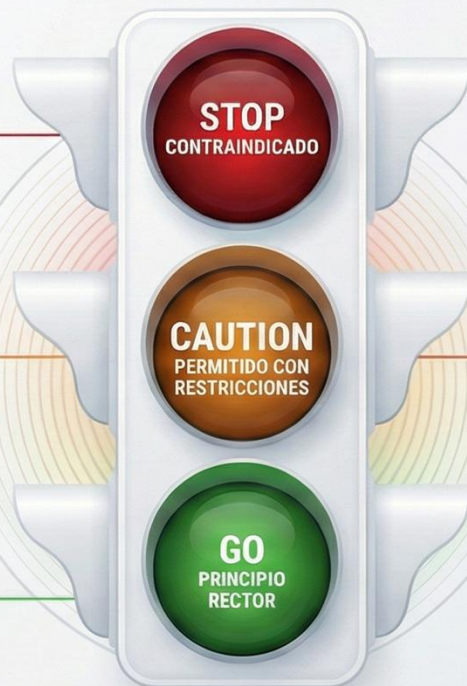 STOP
CONTRAINDICADO
CAUTION
PERMITIDO CON
RESTRICCIONES
GO
PRINCIPIO
RECTOR